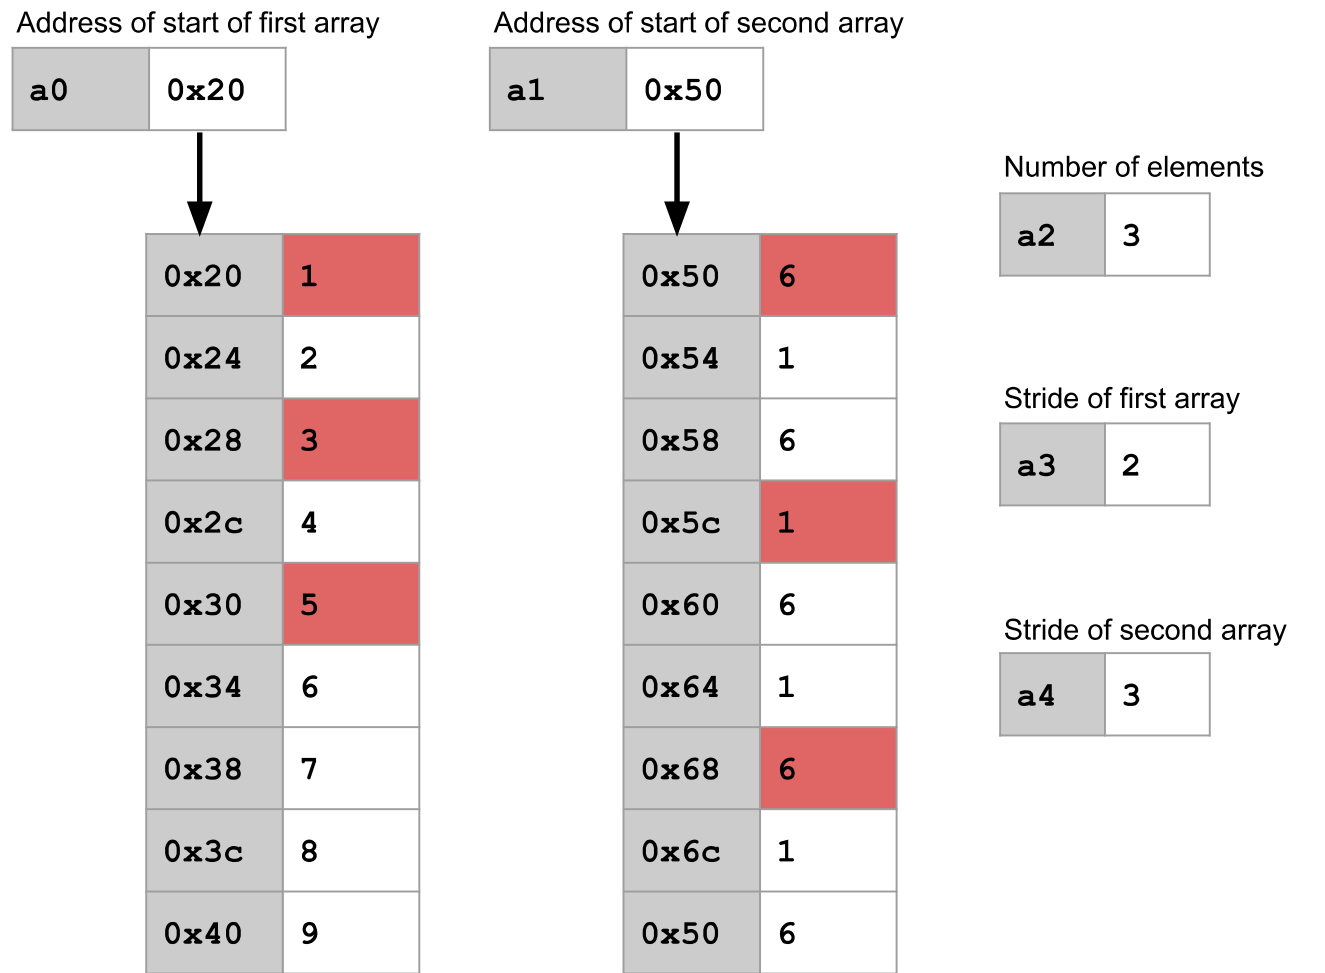 Address of start of first array
Address of start of second array
a0 0x20
a1 0x50
Number of elements
a2 3
Stride of first array
a3 2
Stride of second array
a4 3
0x20 1
0x24 2
0x28 3
0x2c 4
0x30 5
0x34 6
0x38 7
0x3c 8
0x40 9
0x50 6
0x54 1
0x58 6
0x5c 1
0x60 6
0x64 1
0x68 6
0x6c 1
0x50 6